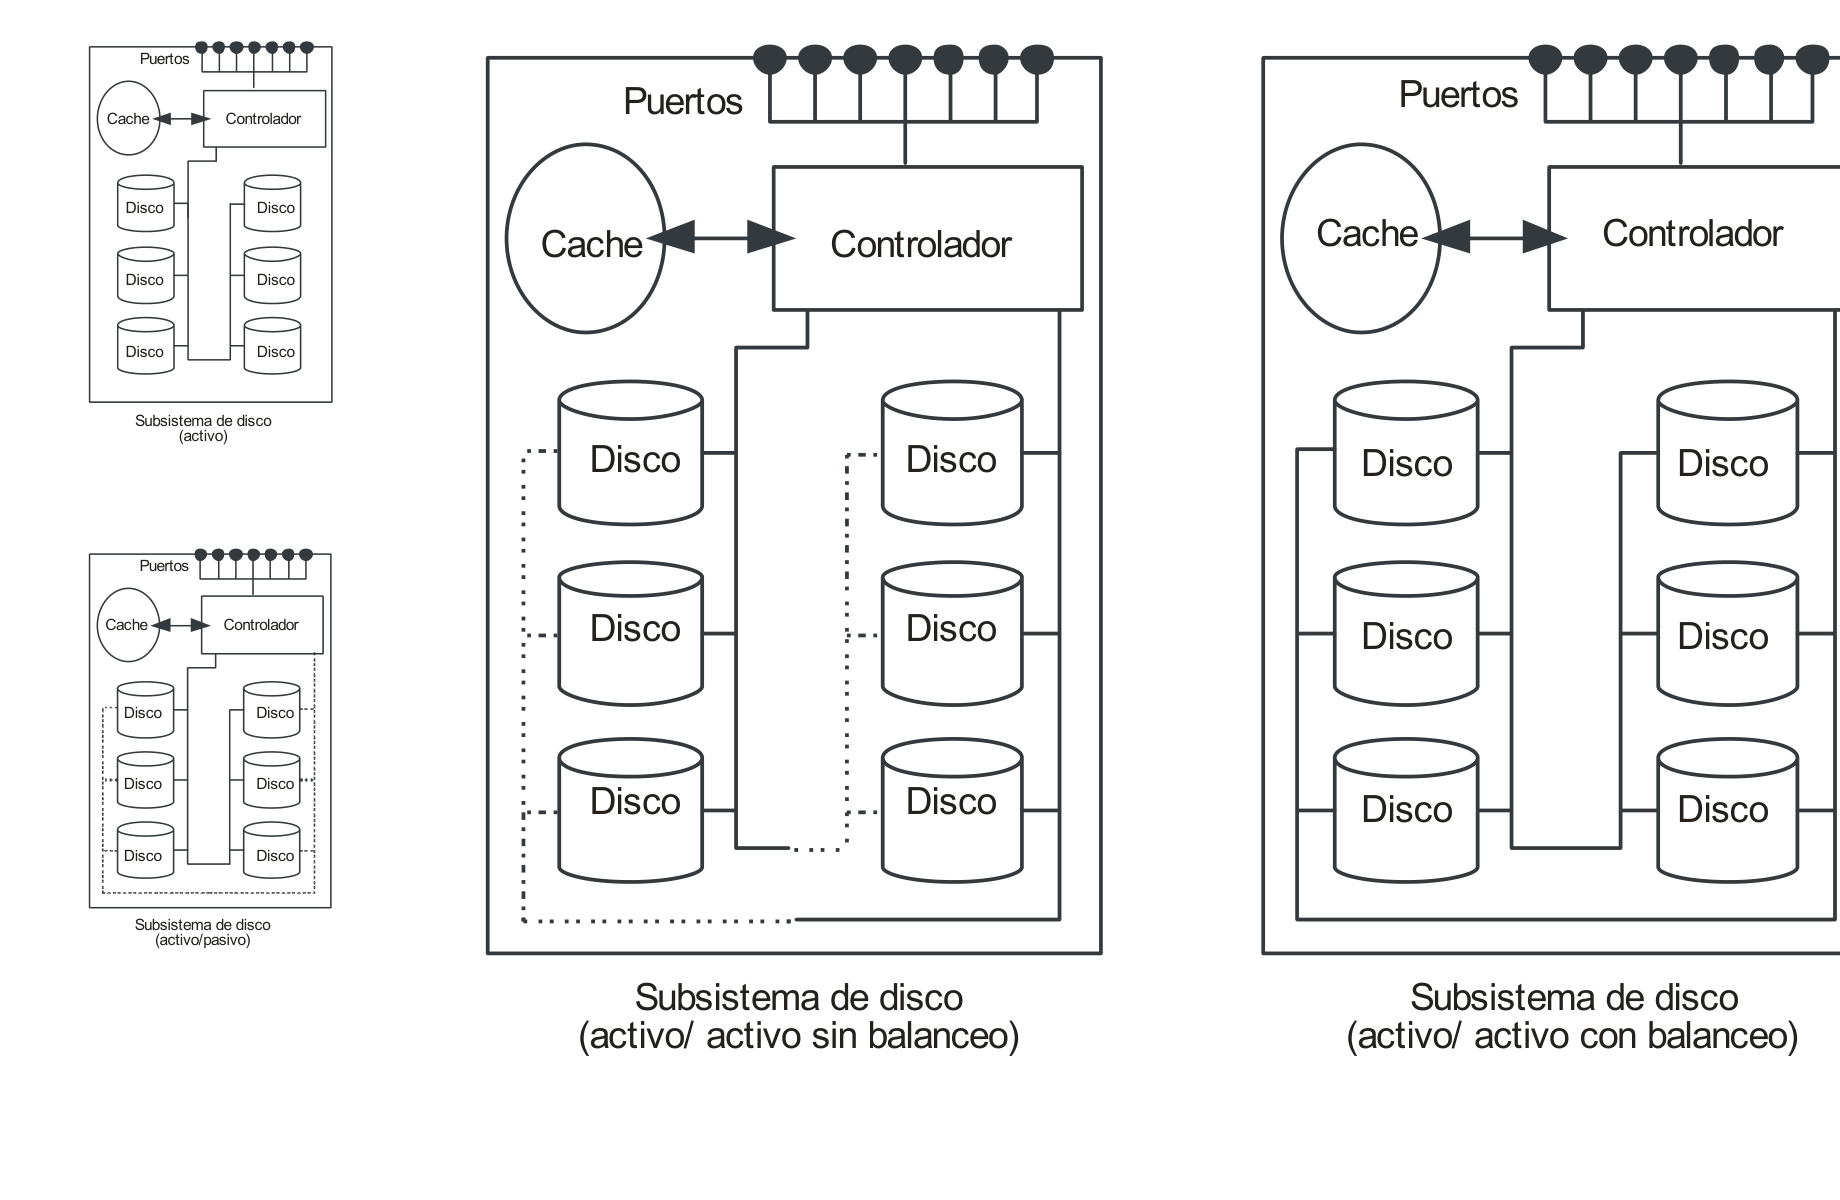 Puertos
Cache
Controlador
Disco
Disco
Disco
Disco
Disco
Disco
Subsistema de disco
(activo)
Puertos
Cache
Controlador
Disco
Disco
Disco
Disco
Disco
Disco
Subsistema de disco
(activo/pasivo)
Puertos
Cache
Controlador
Disco
Disco
Disco
Disco
Disco
Disco
Subsistema de disco
(activo/ activo sin balanceo)
Puertos
Cache
Controlador
Disco
Disco
Disco
Disco
Disco
Disco
Subsistema de disco
(activo/ activo con balanceo)